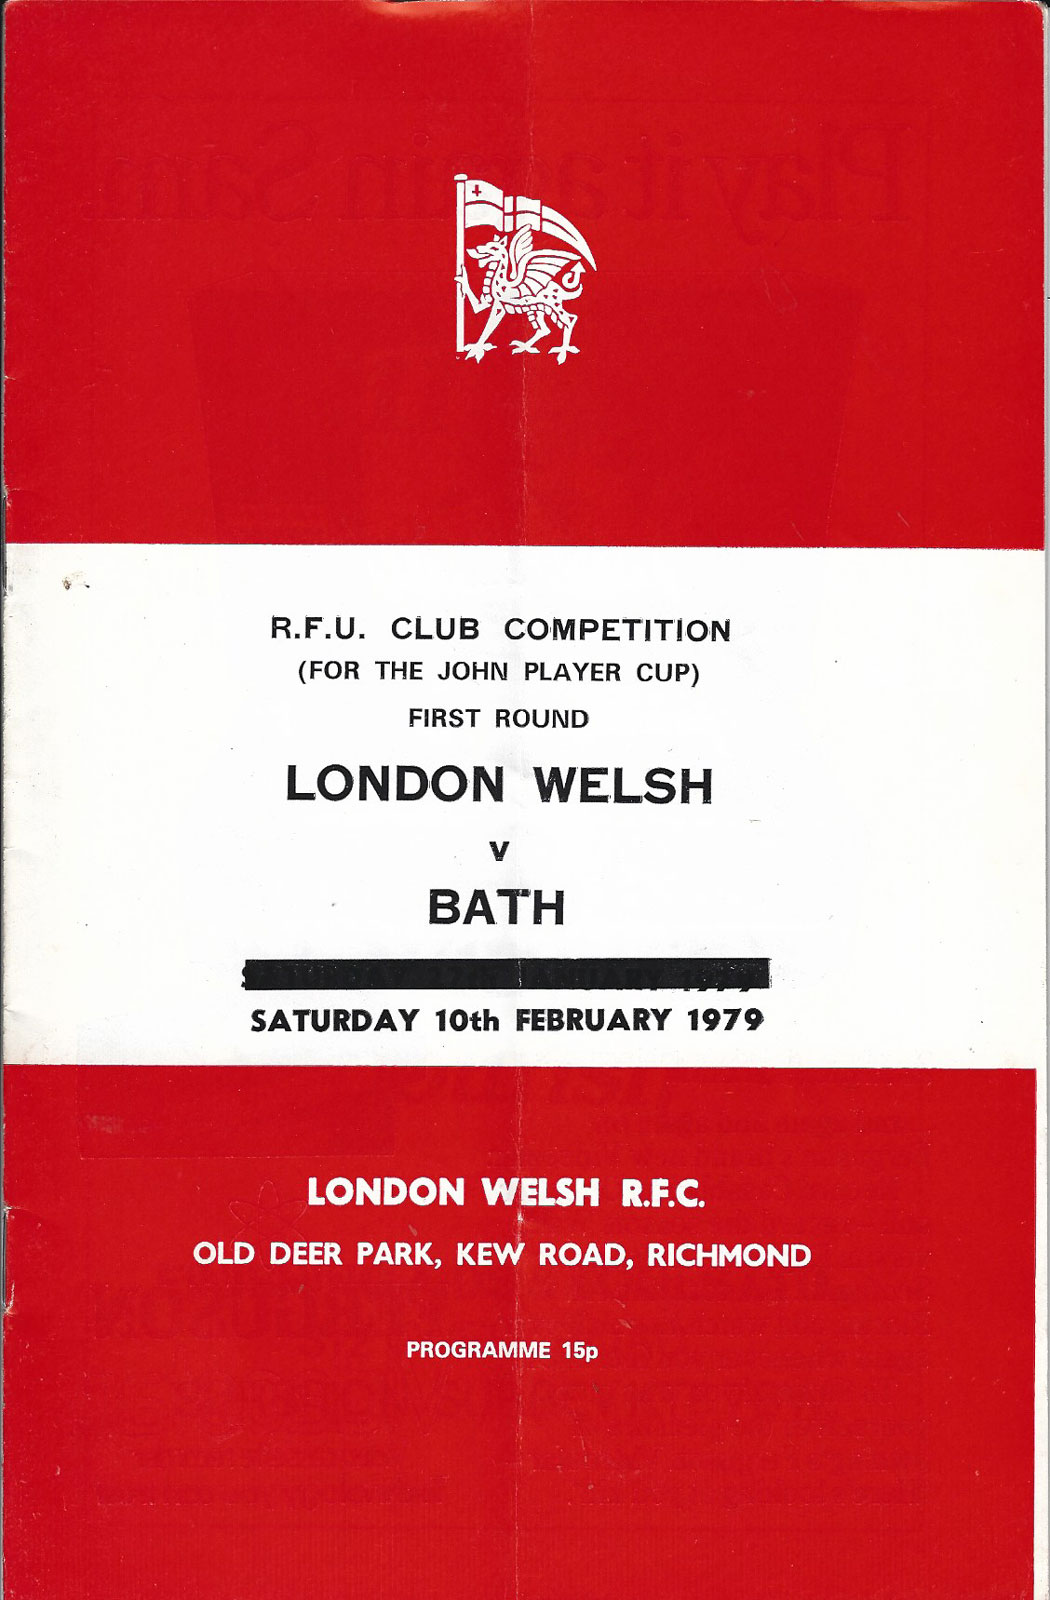 R.F.U. CLUB COMPETITION
(FOR THE JOHN PLAYER CUP)
FIRST ROUND
LONDON WELSH
v
BATH
SATURDAY 10th FEBRUARY 1979
LONDON WELSH R.F.C.
OLD DEER PARK, KEW ROAD, RICHMOND
PROGRAMME 15p